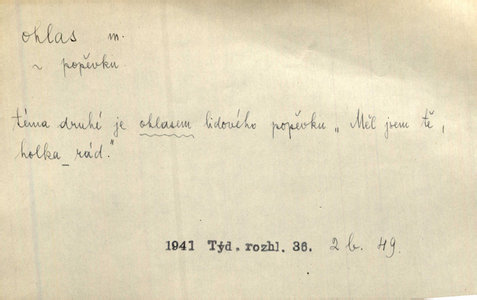 ohlas m.
~ popěvku
téma druhé je ohlasem lidového popěvku „Měl jsem tě,
holka rád."
1941 Týd. rozhl. 36. 2 b. 49.